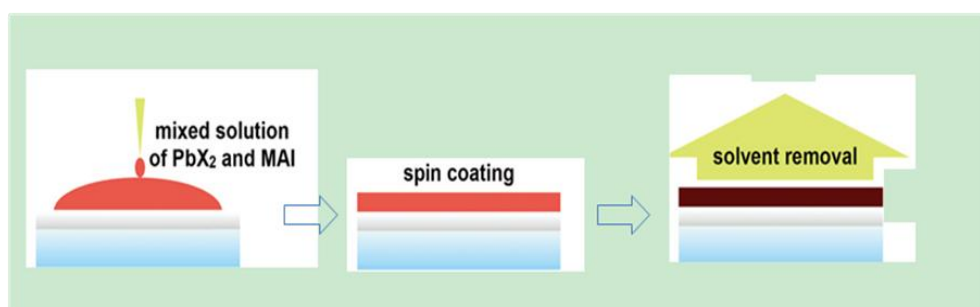 mixed solution
of PbX₂ and MAI
spin coating
solvent removal